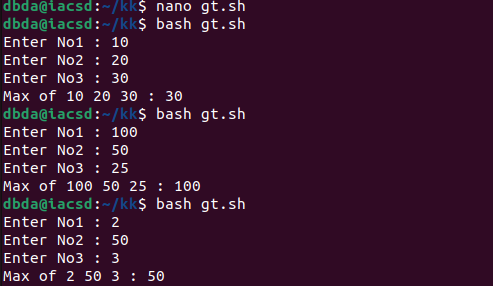 dbda@iacsd:~/kk$ nano gt.sh
dbda@iacsd:~/kk$ bash gt.sh
Enter No1 : 10
Enter No2 : 20
Enter No3 : 30
Max of 10 20 30 : 30
dbda@iacsd:~/kk$ bash gt.sh
Enter No1 : 100
Enter No2 : 50
Enter No3 : 25
Max of 100 50 25 : 100
dbda@iacsd:~/kk$ bash gt.sh
Enter No1 : 2
Enter No2 : 50
Enter No3 : 3
Max of 2 50 3 : 50